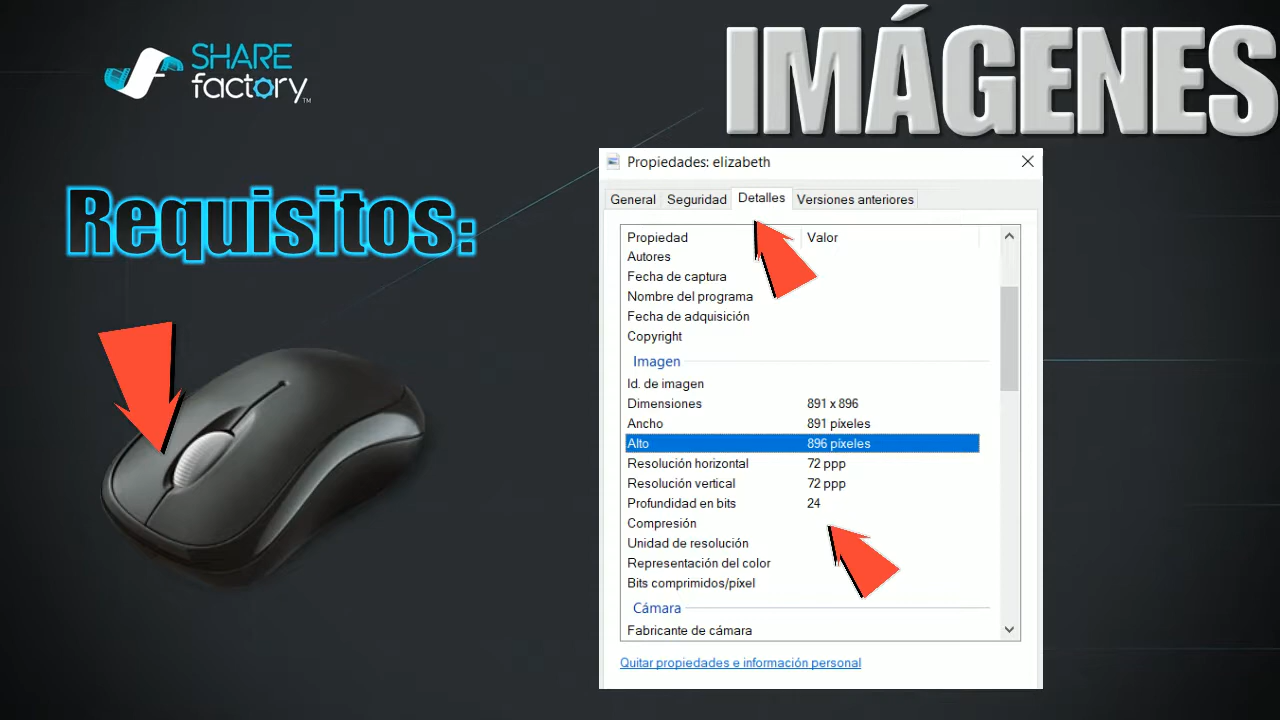 SHARE
factory™
IMÁGENES
Requisitos:
Propiedades: elizabeth
General Seguridad Detalles Versiones anteriores
Propiedad Valor
Autores
Fecha de captura
Nombre del programa
Fecha de adquisición
Copyright
Imagen
Id. de imagen
Dimensiones 891 x 896
Ancho 891 píxeles
Alto 896 píxeles
Resolución horizontal 72 ppp
Resolución vertical 72 ppp
Profundidad en bits 24
Compresión
Unidad de resolución
Representación del color
Bits comprimidos/píxel
Cámara
Fabricante de cámara
Quitar propiedades e información personal